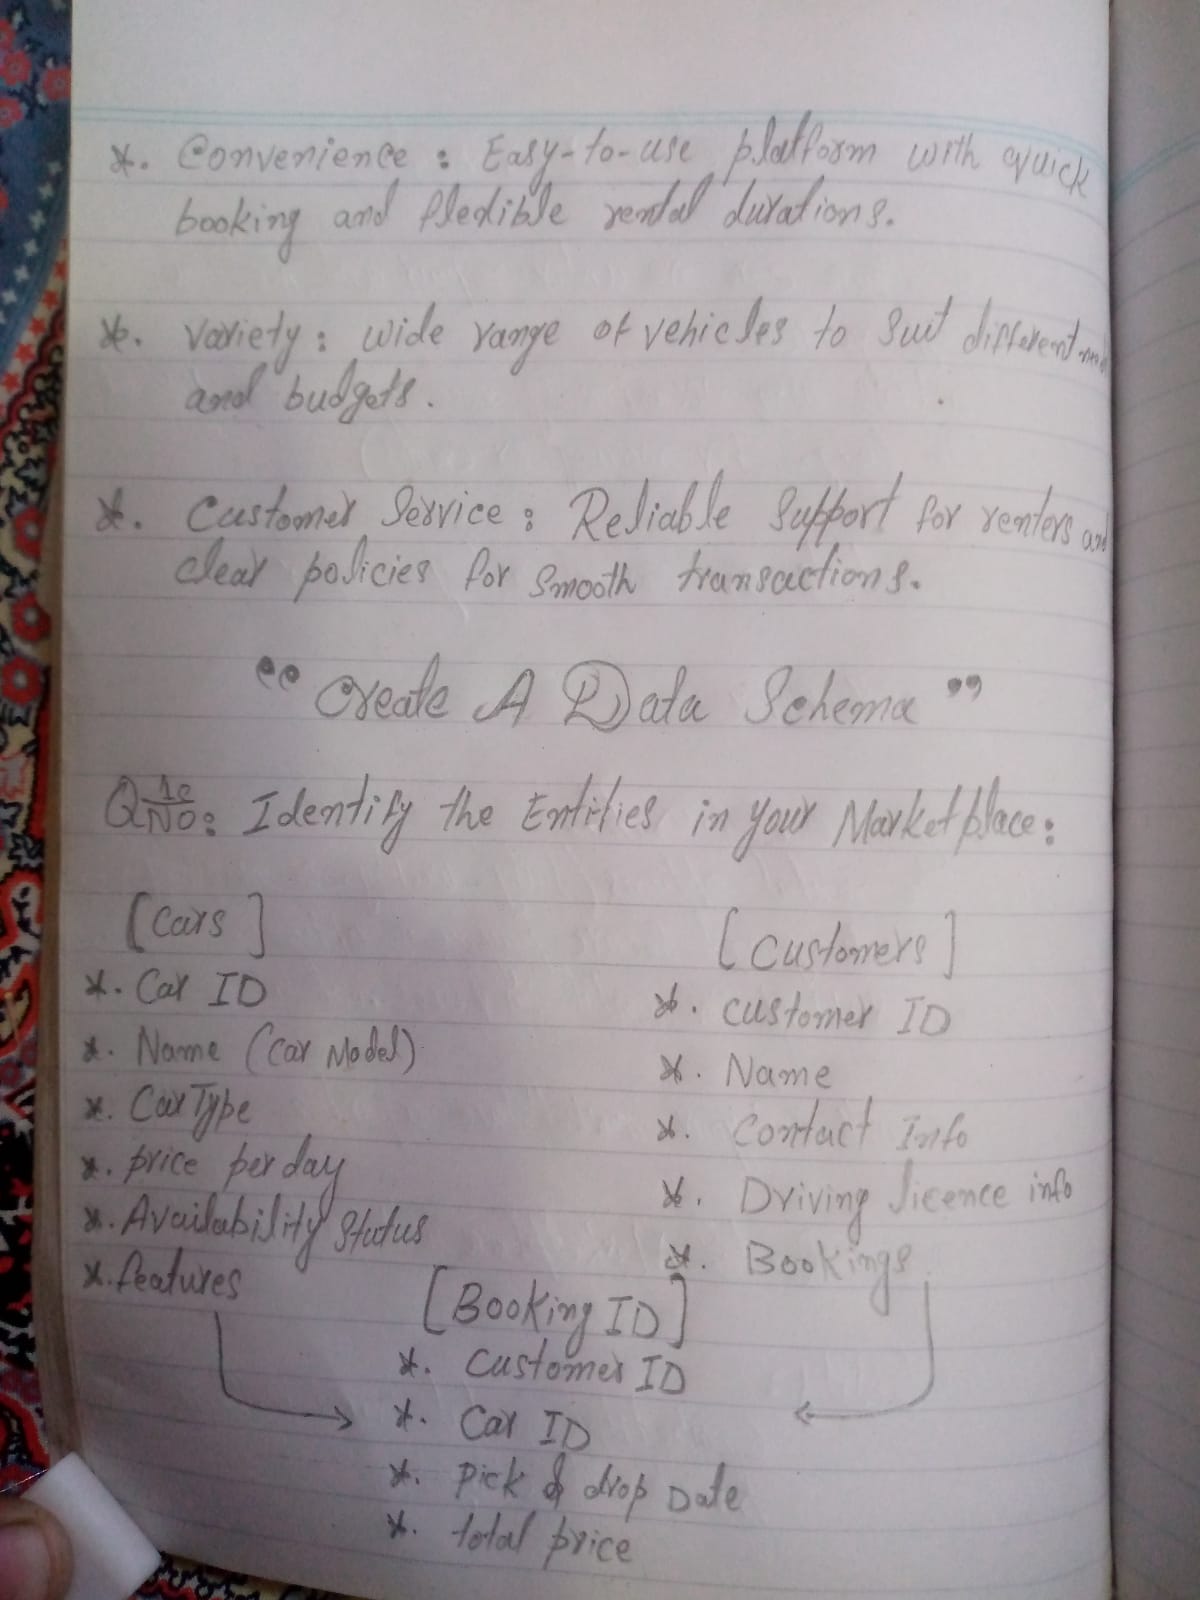 *. Convenience : Easy-to-use platform with quick
booking and fledible rental durations.
*. Variety : wide range of vehicles to suit different
and budgets.
*. Customer Service : Reliable Support for renters and
clear policies for smooth transactions.
"Create A Data Schema"
Q No 1: Identify the Entities in your Marketplace:
[Cars]
*. Car ID
*. Name (Car Model)
*. Car Type
*. price per day
*. Availability status
*. features
[Customers]
*. customer ID
*. Name
*. Contact Info
*. Driving licence info
*. Bookings
[Booking ID]
*. Customer ID
*. Car ID
*. Pick & drop Date
*. total price